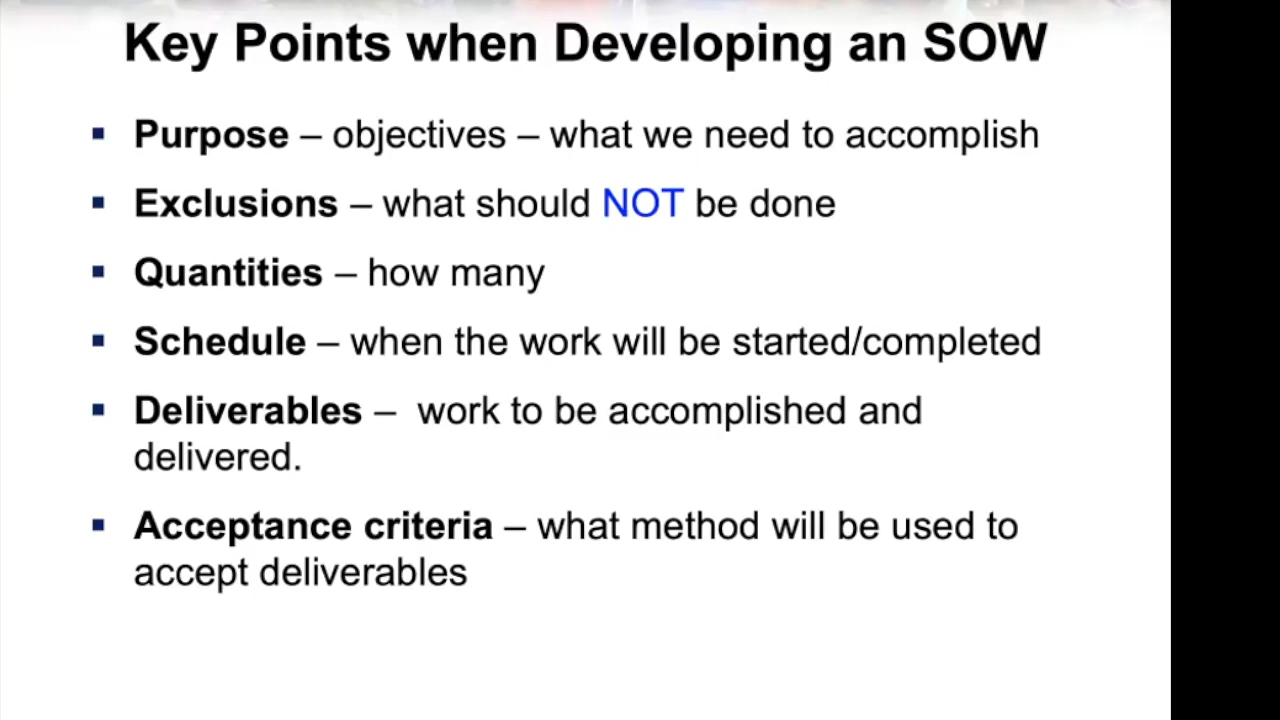 Key Points when Developing an SOW
▪ Purpose – objectives – what we need to accomplish
▪ Exclusions – what should NOT be done
▪ Quantities – how many
▪ Schedule – when the work will be started/completed
▪ Deliverables –  work to be accomplished and
delivered.
▪ Acceptance criteria – what method will be used to
accept deliverables